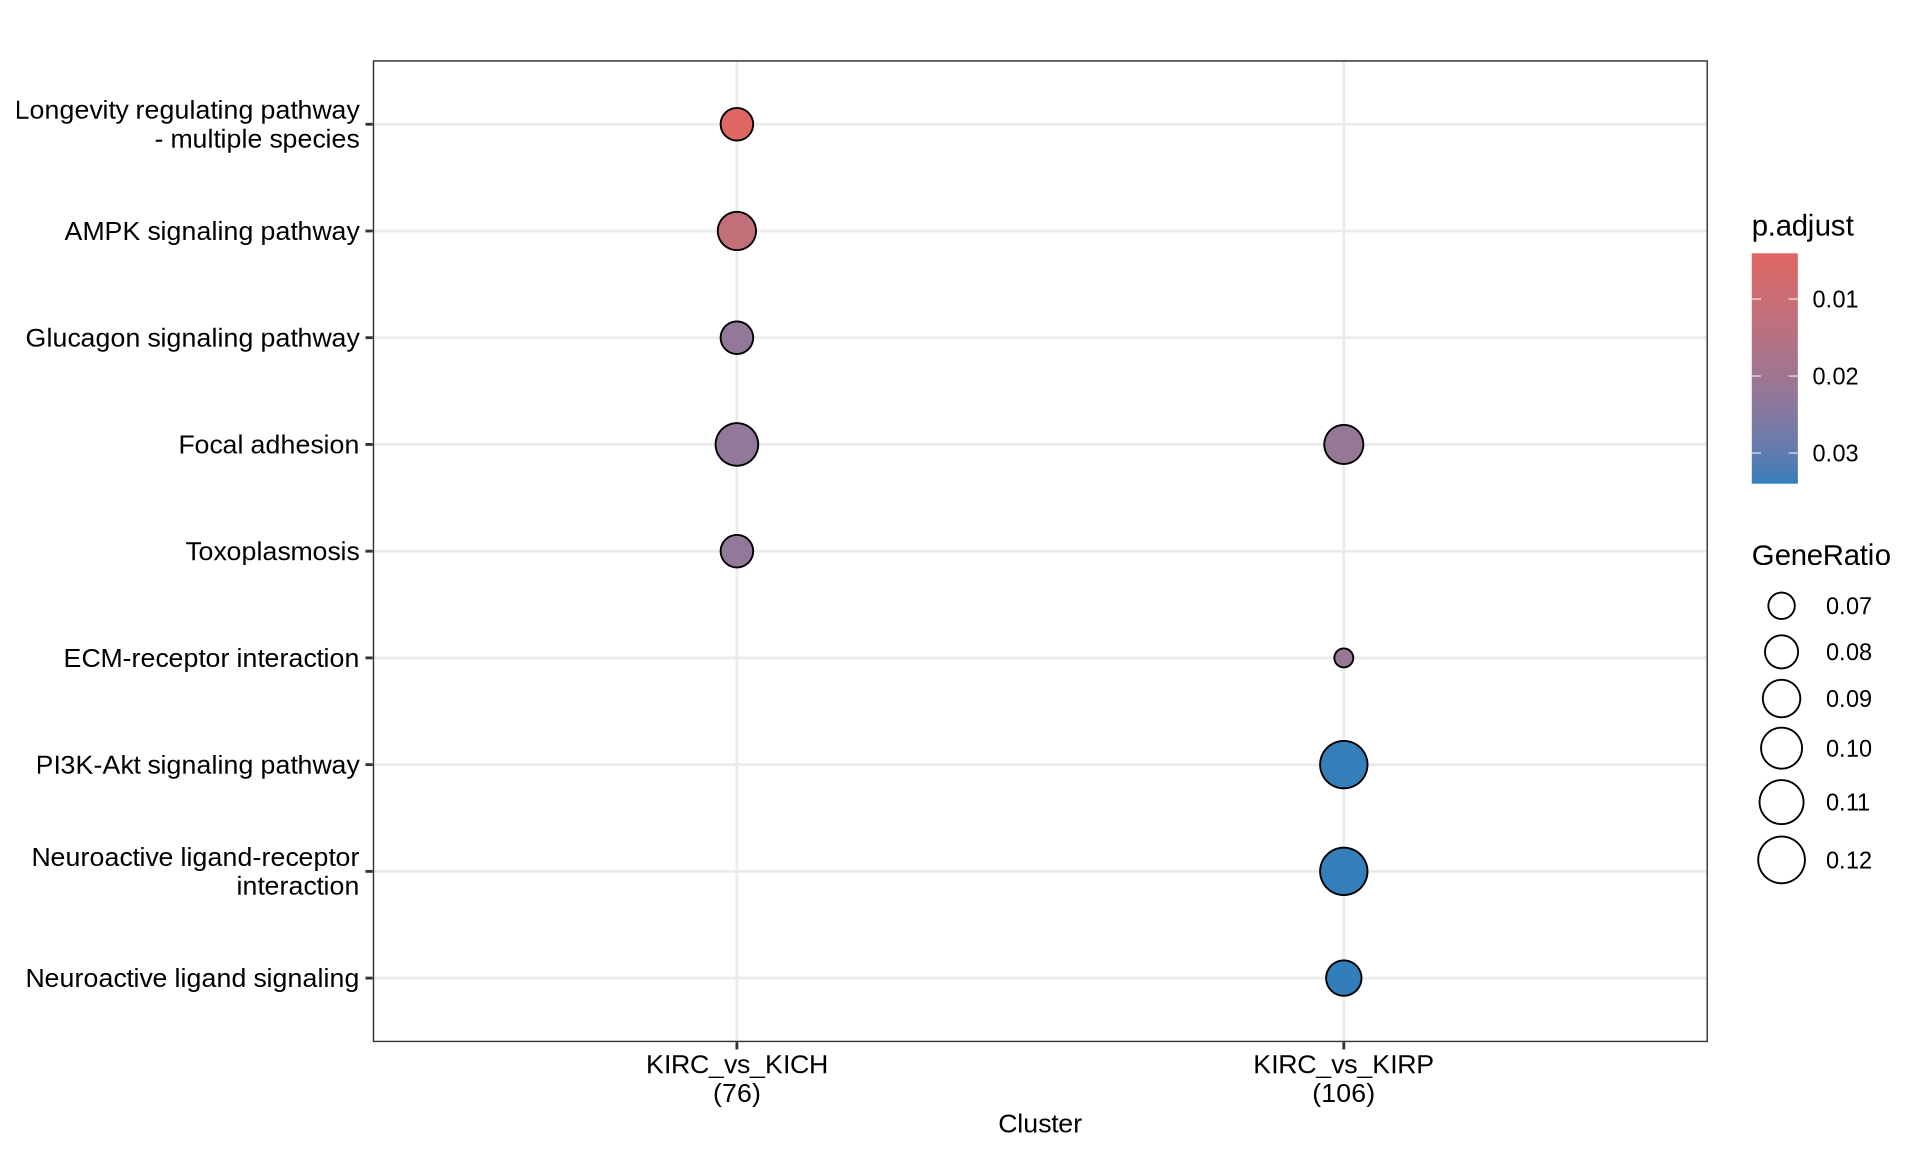 Longevity regulating pathway
- multiple species
AMPK signaling pathway
Glucagon signaling pathway
Focal adhesion
Toxoplasmosis
ECM-receptor interaction
PI3K-Akt signaling pathway
Neuroactive ligand-receptor
interaction
Neuroactive ligand signaling
KIRC_vs_KICH
(76)
KIRC_vs_KIRP
(106)
Cluster
p.adjust
0.01
0.02
0.03
GeneRatio
0.07
0.08
0.09
0.10
0.11
0.12